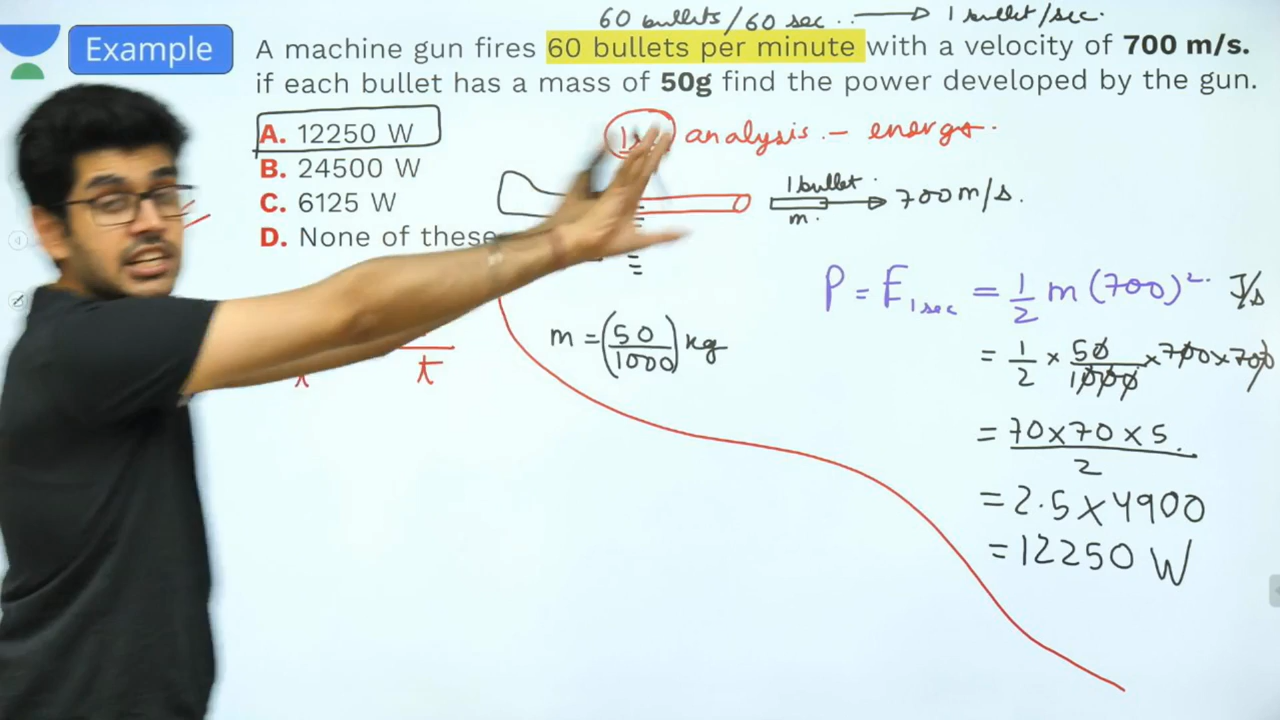 60 bullets/60 sec .. → 1 bullet/sec.
Example
A machine gun fires 60 bullets per minute with a velocity of 700 m/s.
if each bullet has a mass of 50g find the power developed by the gun.
A. 12250 W
B. 24500 W
C. 6125 W
D. None of these
analysis - energy.
1 bullet.
m.
700 m/s.
P = E1sec = 1/2 m (700)² J/s
m = (50/1000) kg
= 1/2 × 50/1000 × 700 × 700
t
= 70×70×5/2
= 2.5 × 4900
= 12250 W